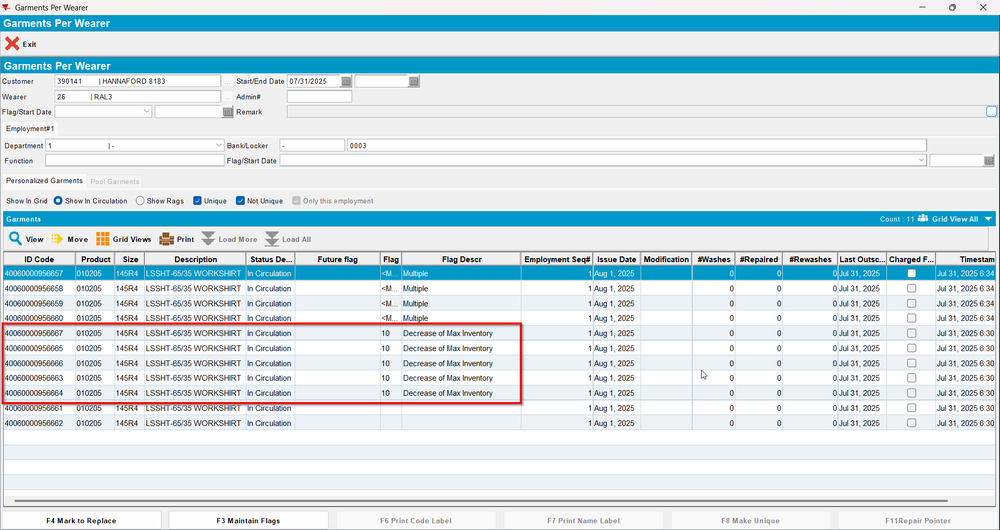 Garments Per Wearer
Garments Per Wearer
Exit
Garments Per Wearer
Customer 390141 | HANNAFORD 8183 ... Start/End Date 07/31/2025 16 16
Wearer 26 | RAL3 ... Admin#
Flag/Start Date 16 Remark ...
Employment#1
Department 1 | - Bank/Locker - 0003
Function Flag/Start Date 16
Personalized Garments Pool Garments
Show In Grid Show In Circulation Show Rags Unique Not Unique Only this employment
Garments Count : 11 Grid View All
View Move Grid Views Print Load More Load All
ID Code Product Size Description Status De... Future flag Flag Flag Descr Employment Seq# Issue Date Modification #Washes #Repaired #Rewashes Last Outsc... Charged F... Timestam
40060000956657 010205 145R4 LSSHT-65/35 WORKSHIRT In Circulation <M... Multiple 1 Aug 1, 2025 0 0 0 Jul 31, 2025 Jul 31, 2025 6:34
40060000956658 010205 145R4 LSSHT-65/35 WORKSHIRT In Circulation <M... Multiple 1 Aug 1, 2025 0 0 0 Jul 31, 2025 Jul 31, 2025 6:34
40060000956659 010205 145R4 LSSHT-65/35 WORKSHIRT In Circulation <M... Multiple 1 Aug 1, 2025 0 0 0 Jul 31, 2025 Jul 31, 2025 6:34
40060000956660 010205 145R4 LSSHT-65/35 WORKSHIRT In Circulation <M... Multiple 1 Aug 1, 2025 0 0 0 Jul 31, 2025 Jul 31, 2025 6:34
40060000956667 010205 145R4 LSSHT-65/35 WORKSHIRT In Circulation 10 Decrease of Max Inventory 1 Aug 1, 2025 0 0 0 Jul 31, 2025 Jul 31, 2025 6:30
40060000956665 010205 145R4 LSSHT-65/35 WORKSHIRT In Circulation 10 Decrease of Max Inventory 1 Aug 1, 2025 0 0 0 Jul 31, 2025 Jul 31, 2025 6:30
40060000956666 010205 145R4 LSSHT-65/35 WORKSHIRT In Circulation 10 Decrease of Max Inventory 1 Aug 1, 2025 0 0 0 Jul 31, 2025 Jul 31, 2025 6:30
40060000956663 010205 145R4 LSSHT-65/35 WORKSHIRT In Circulation 10 Decrease of Max Inventory 1 Aug 1, 2025 0 0 0 Jul 31, 2025 Jul 31, 2025 6:30
40060000956664 010205 145R4 LSSHT-65/35 WORKSHIRT In Circulation 10 Decrease of Max Inventory 1 Aug 1, 2025 0 0 0 Jul 31, 2025 Jul 31, 2025 6:30
40060000956661 010205 145R4 LSSHT-65/35 WORKSHIRT In Circulation 1 Aug 1, 2025 0 0 0 Jul 31, 2025 Jul 31, 2025 6:30
40060000956662 010205 145R4 LSSHT-65/35 WORKSHIRT In Circulation 1 Aug 1, 2025 0 0 0 Jul 31, 2025 Jul 31, 2025 6:30
F4 Mark to Replace F3 Maintain Flags F6 Print Code Label F7 Print Name Label F8 Make Unique F11Repair Pointer